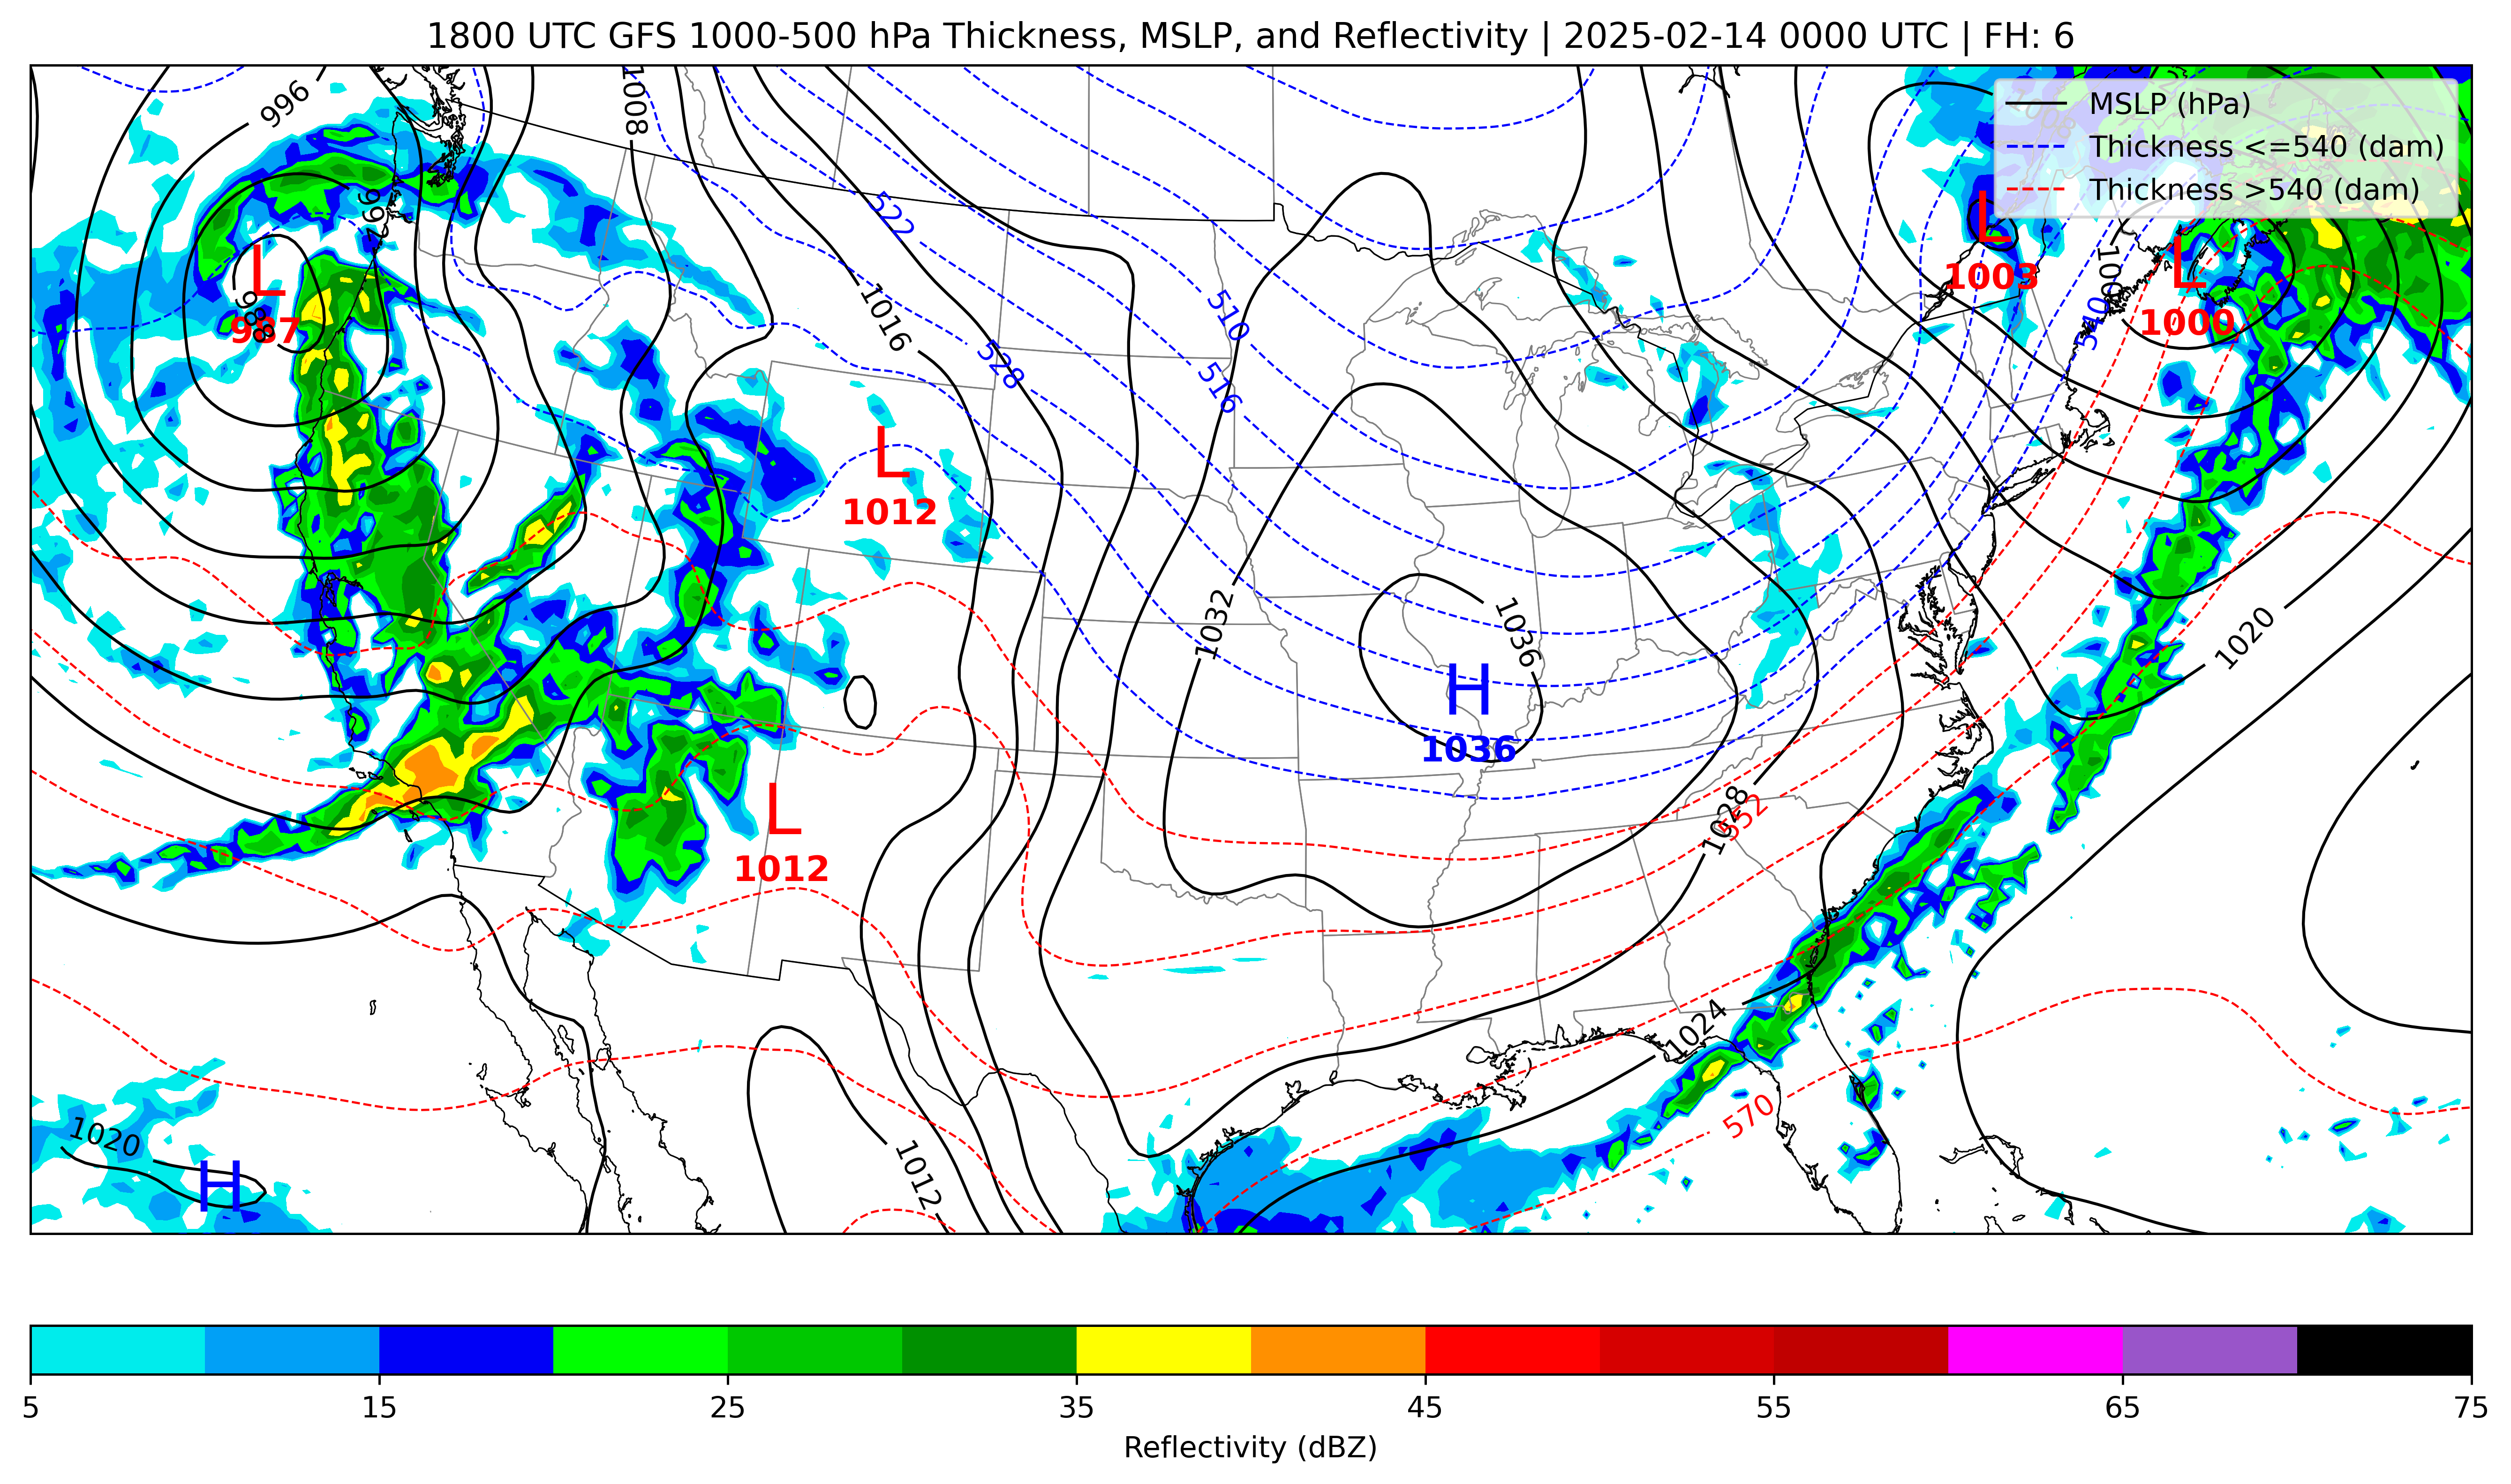 1800 UTC GFS 1000-500 hPa Thickness, MSLP, and Reflectivity | 2025-02-14 0000 UTC | FH: 6
MSLP (hPa)
Thickness <=540 (dam)
Thickness >540 (dam)
996
1008
992
522
L
1003
L
1000
L
987
1016
510
540
528
516
L
1012
1032
1036
1020
H
1036
L
1012
1028
552
1024
570
1020
H
1012
5 15 25 35 45 55 65 75
Reflectivity (dBZ)